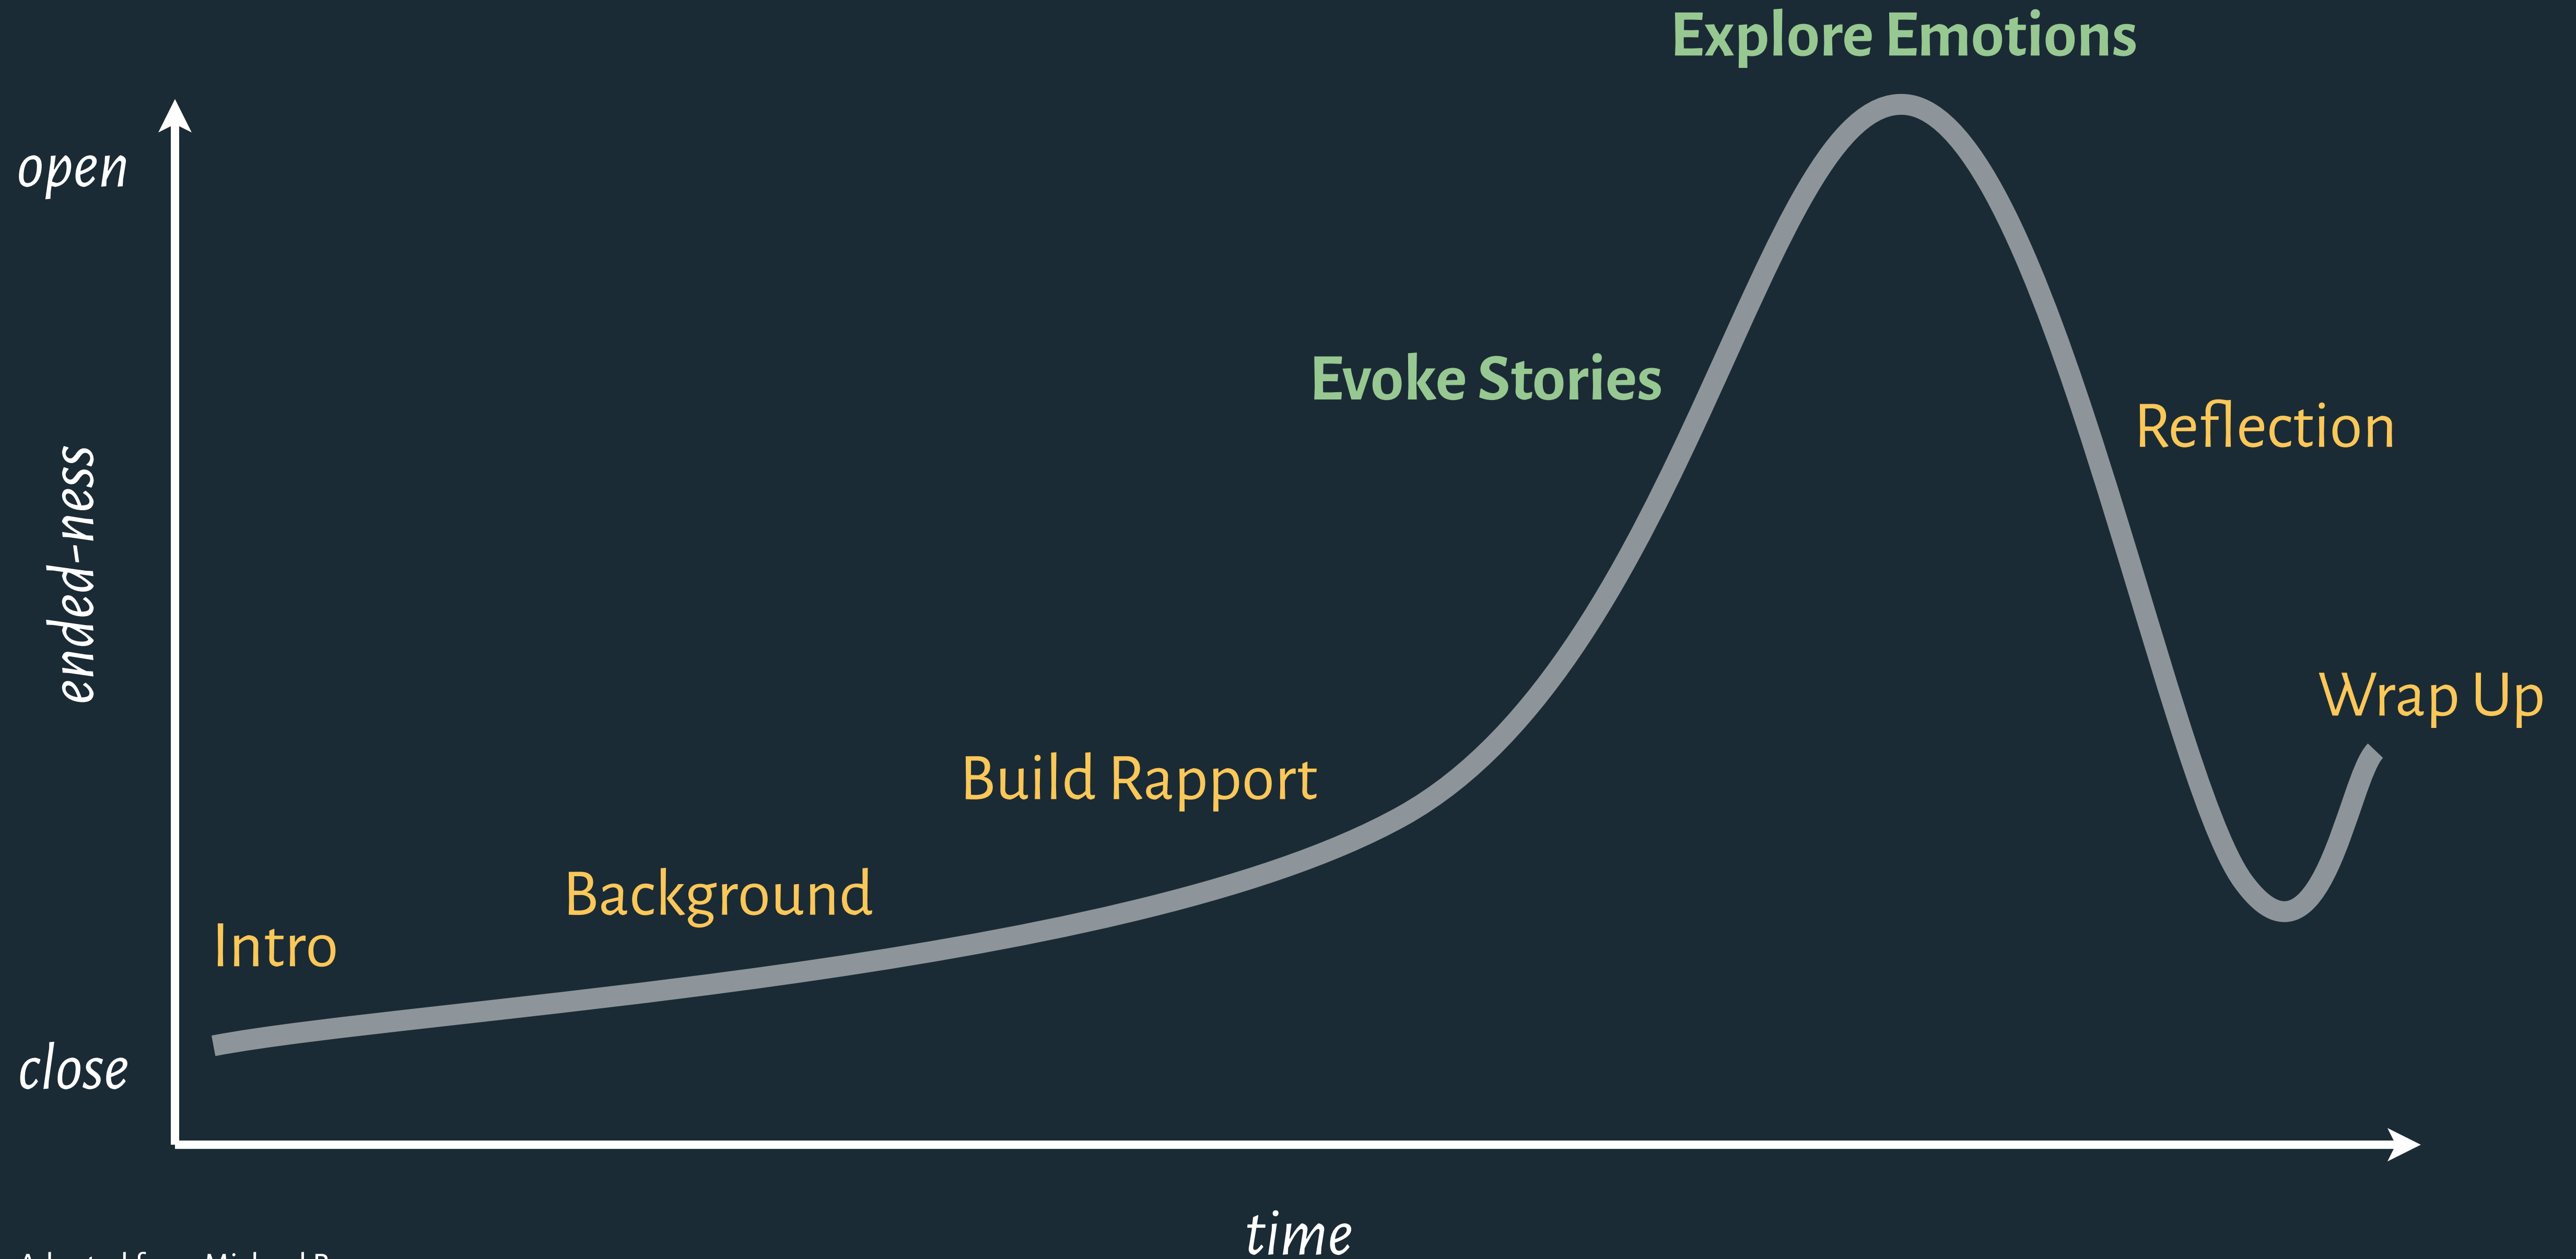 Explore Emotions
open
Evoke Stories
Reflection
ended-ness
Wrap Up
Build Rapport
Background
Intro
close
time